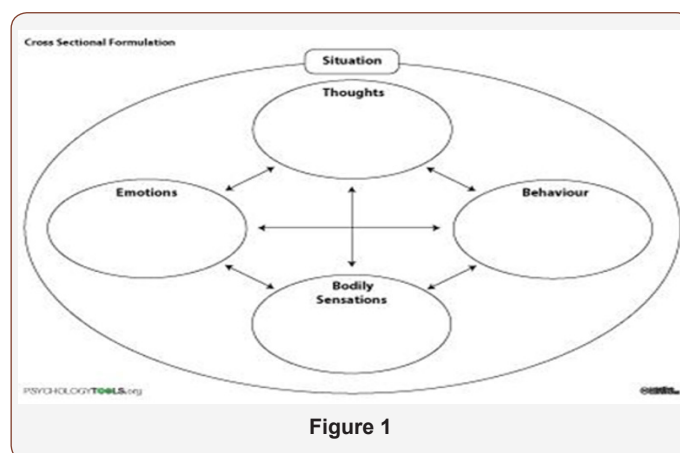 Cross Sectional Formulation
Situation
Thoughts
Emotions
Behaviour
Bodily
Sensations
PSYCHOLOGYTOOLS.org
Figure 1